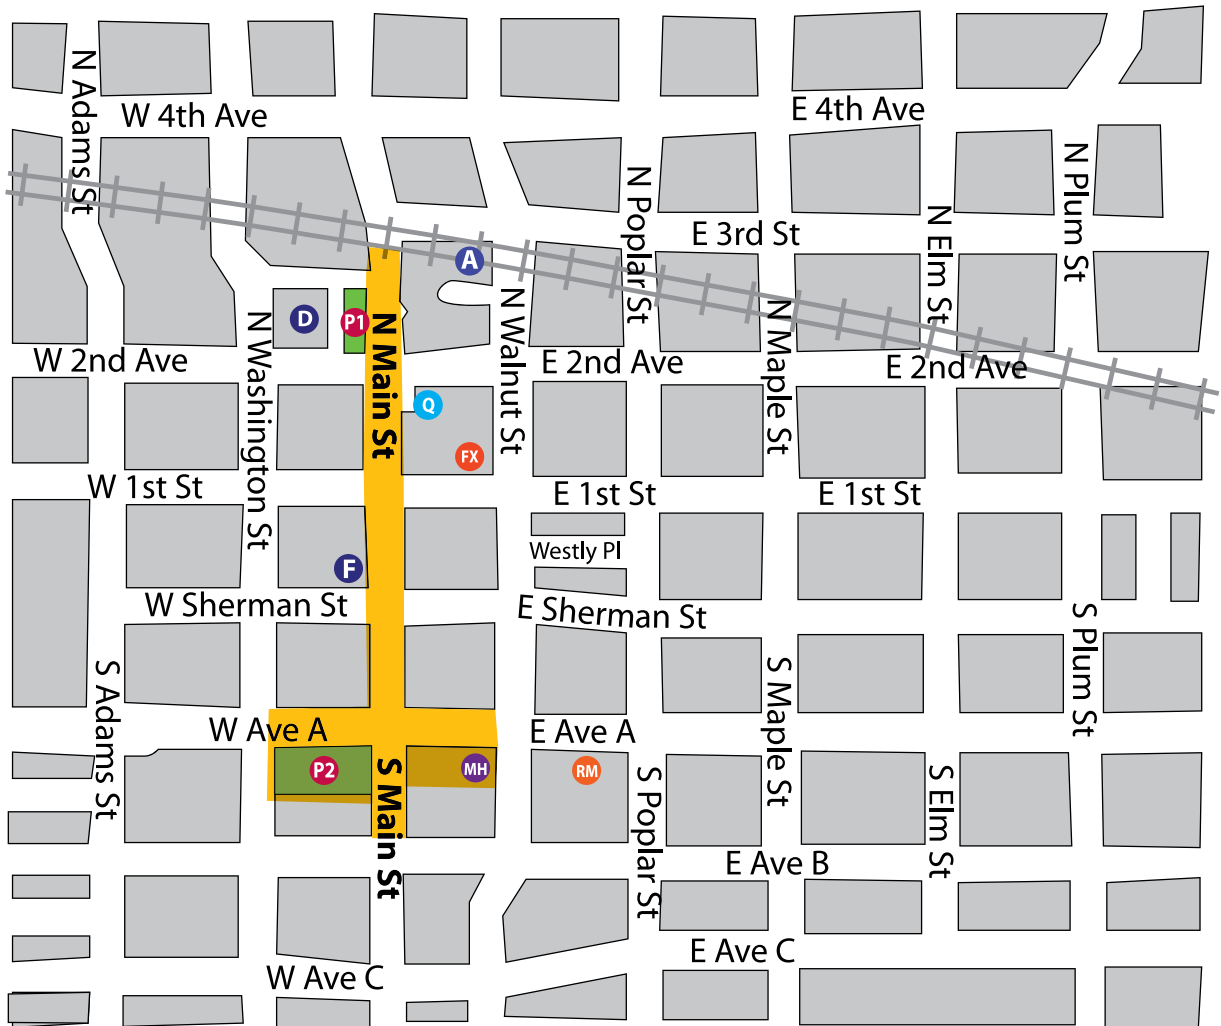 N Adams St
W 4th Ave
E 4th Ave
N Poplar St
N Plum St
E 3rd St
N Elm St
A
D
P1
N Main St
N Walnut St
N Maple St
N Washington St
W 2nd Ave
E 2nd Ave
E 2nd Ave
Q
FX
W 1st St
E 1st St
E 1st St
Westly Pl
F
W Sherman St
E Sherman St
S Plum St
S Adams St
S Maple St
W Ave A
E Ave A
P2
MH
RM
S Main St
S Poplar St
S Elm St
E Ave B
E Ave C
W Ave C